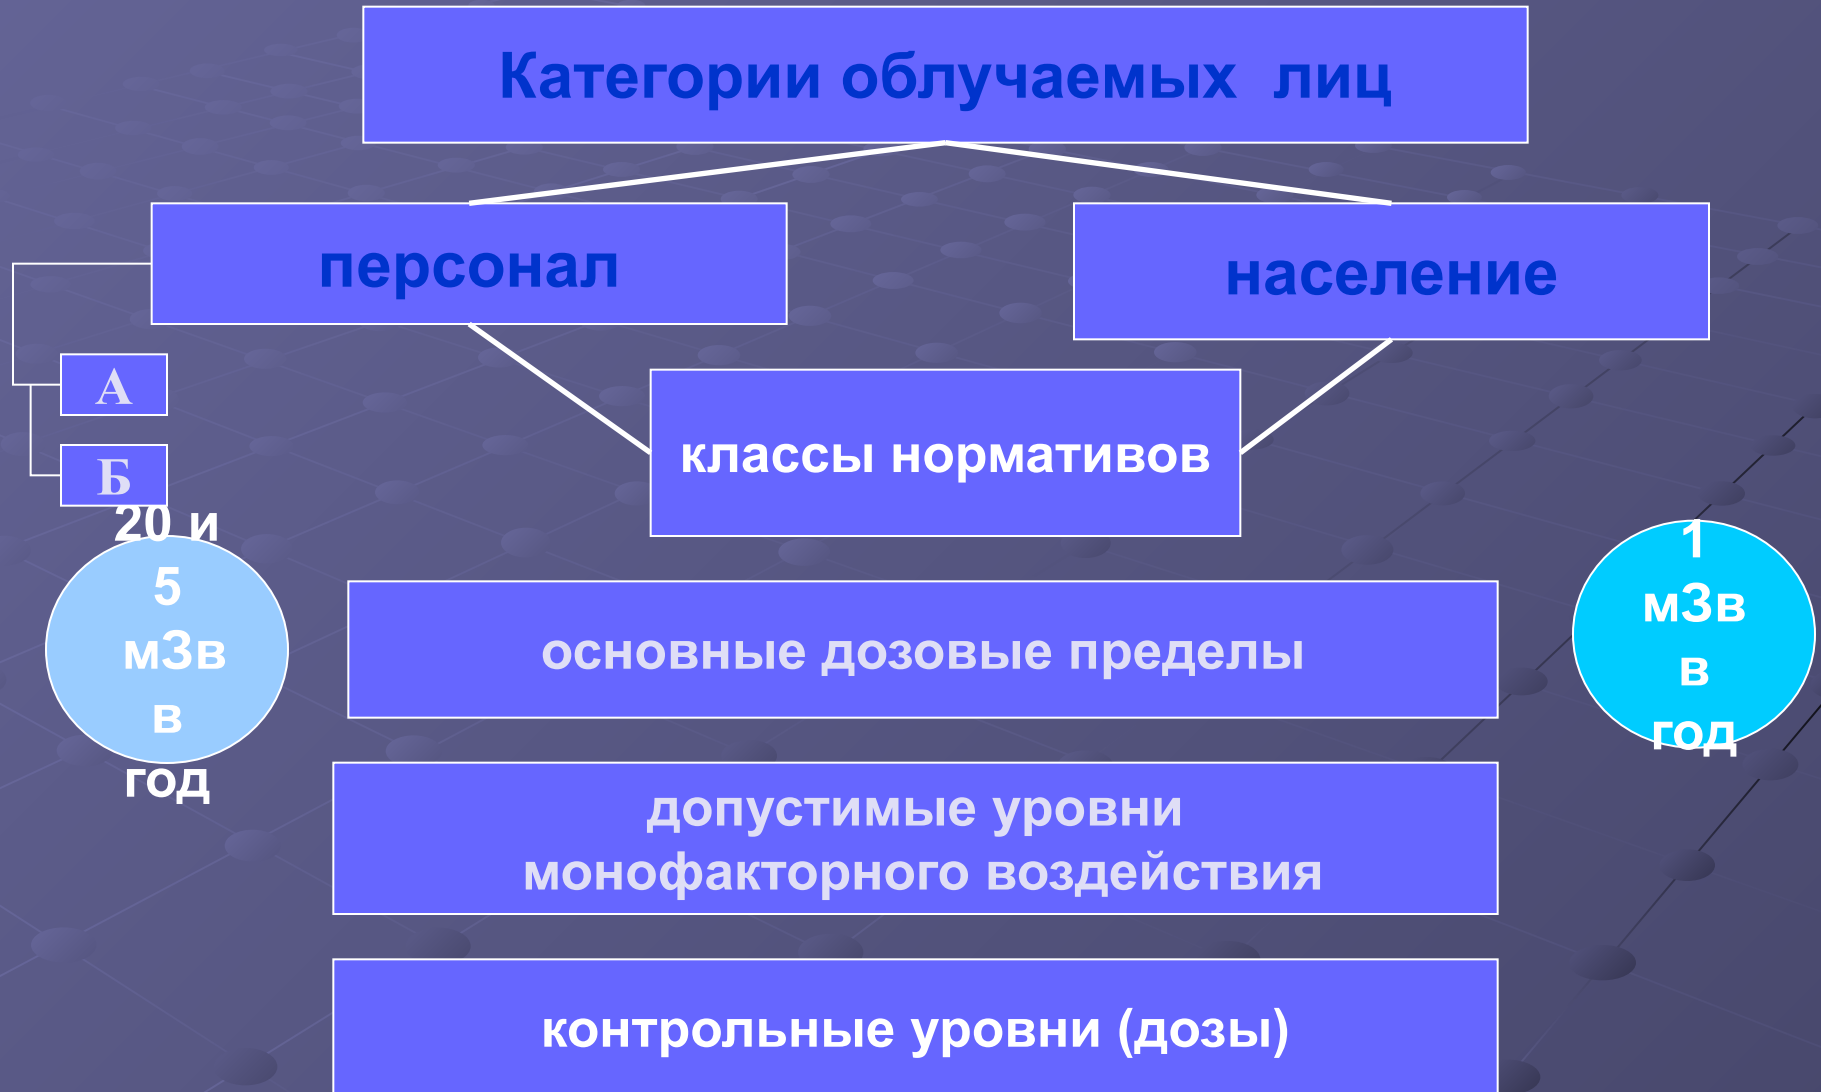 Категории облучаемых лиц
персонал
население
А
Б
классы нормативов
20 и
5
мЗв
в
год
1
мЗв
в
год
основные дозовые пределы
допустимые уровни
монофакторного воздействия
контрольные уровни (дозы)